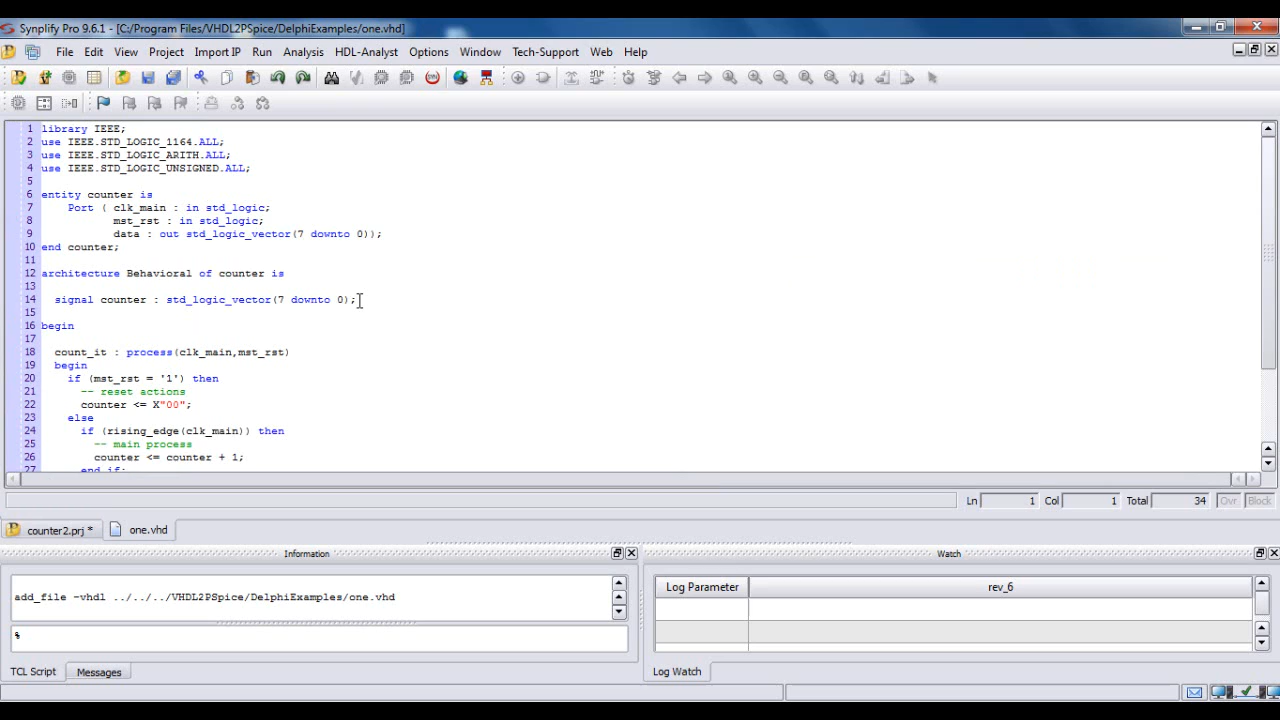 Synplify Pro 9.6.1 - [C:/Program Files/VHDL2PSpice/DelphiExamples/one.vhd]
File Edit View Project Import IP Run Analysis HDL-Analyst Options Window Tech-Support Web Help
1 library IEEE;
2 use IEEE.STD_LOGIC_1164.ALL;
3 use IEEE.STD_LOGIC_ARITH.ALL;
4 use IEEE.STD_LOGIC_UNSIGNED.ALL;
5
6 entity counter is
7 Port ( clk_main : in std_logic;
8 mst_rst : in std_logic;
9 data : out std_logic_vector(7 downto 0));
10 end counter;
11
12 architecture Behavioral of counter is
13
14 signal counter : std_logic_vector(7 downto 0);
15
16 begin
17
18 count_it : process(clk_main,mst_rst)
19 begin
20 if (mst_rst = '1') then
21 -- reset actions
22 counter <= X"00";
23 else
24 if (rising_edge(clk_main)) then
25 -- main process
26 counter <= counter + 1;
27 end if;
Ln 1 Col 1 Total 34 Ovr Block
counter2.prj * one.vhd
Information
add_file -vhdl ../../../VHDL2PSpice/DelphiExamples/one.vhd
%
TCL Script Messages
Watch
Log Parameter rev_6
Log Watch